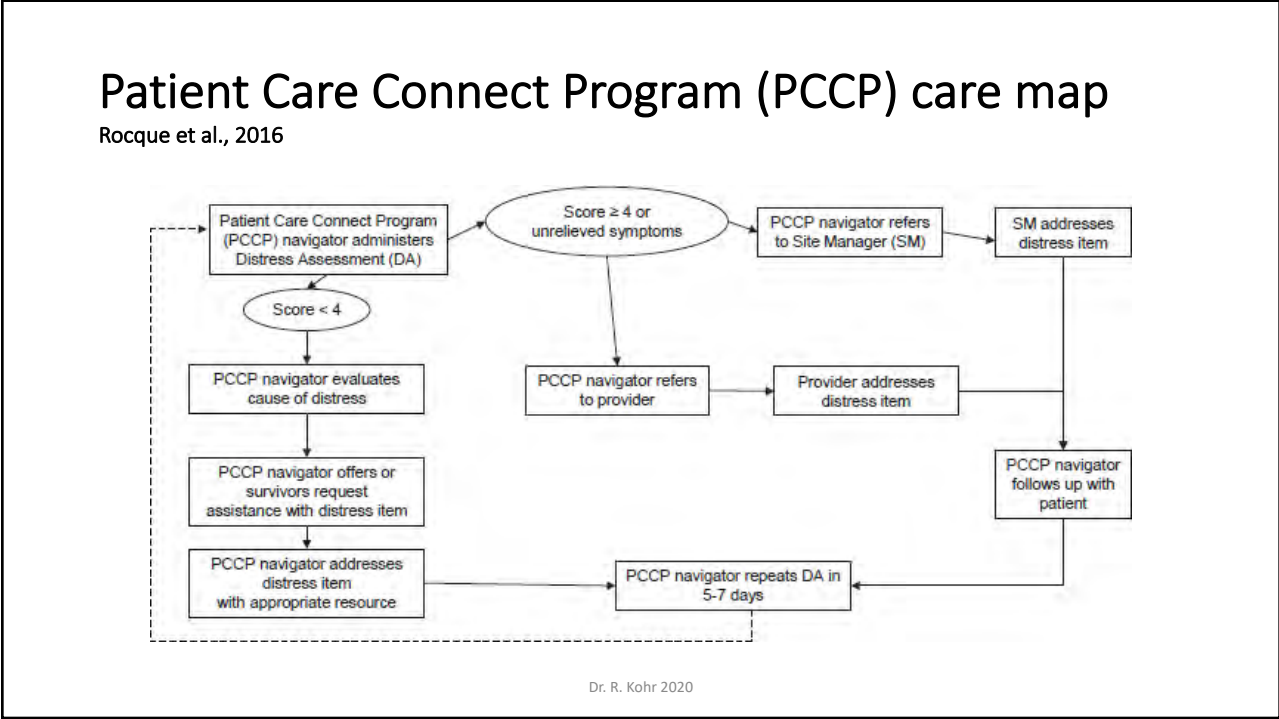 Patient Care Connect Program (PCCP) care map
Rocque et al., 2016
Patient Care Connect Program
(PCCP) navigator administers
Distress Assessment (DA)
Score ≥ 4 or
unrelieved symptoms
PCCP navigator refers
to Site Manager (SM)
SM addresses
distress item
Score < 4
PCCP navigator evaluates
cause of distress
PCCP navigator refers
to provider
Provider addresses
distress item
PCCP navigator offers or
survivors request
assistance with distress item
PCCP navigator
follows up with
patient
PCCP navigator addresses
distress item
with appropriate resource
PCCP navigator repeats DA in
5-7 days
Dr. R. Kohr 2020